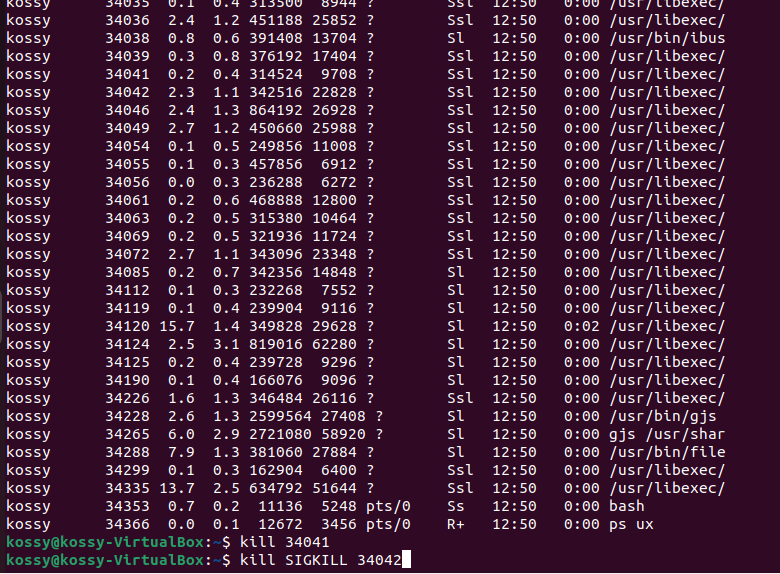 kossy 34035 0.1 0.4 313500 8944 ? Ssl 12:50 0:00 /usr/libexec/
kossy 34036 2.4 1.2 451188 25852 ? Ssl 12:50 0:00 /usr/libexec/
kossy 34038 0.8 0.6 391408 13704 ? Sl 12:50 0:00 /usr/bin/ibus
kossy 34039 0.3 0.8 376192 17404 ? Ssl 12:50 0:00 /usr/libexec/
kossy 34041 0.2 0.4 314524 9708 ? Ssl 12:50 0:00 /usr/libexec/
kossy 34042 2.3 1.1 342516 22828 ? Ssl 12:50 0:00 /usr/libexec/
kossy 34046 2.4 1.3 864192 26928 ? Ssl 12:50 0:00 /usr/libexec/
kossy 34049 2.7 1.2 450660 25988 ? Ssl 12:50 0:00 /usr/libexec/
kossy 34054 0.1 0.5 249856 11008 ? Ssl 12:50 0:00 /usr/libexec/
kossy 34055 0.1 0.3 457856 6912 ? Ssl 12:50 0:00 /usr/libexec/
kossy 34056 0.0 0.3 236288 6272 ? Ssl 12:50 0:00 /usr/libexec/
kossy 34061 0.2 0.6 468888 12800 ? Ssl 12:50 0:00 /usr/libexec/
kossy 34063 0.2 0.5 315380 10464 ? Ssl 12:50 0:00 /usr/libexec/
kossy 34069 0.2 0.5 321936 11724 ? Ssl 12:50 0:00 /usr/libexec/
kossy 34072 2.7 1.1 343096 23348 ? Ssl 12:50 0:00 /usr/libexec/
kossy 34085 0.2 0.7 342356 14848 ? Sl 12:50 0:00 /usr/libexec/
kossy 34112 0.1 0.3 232268 7552 ? Sl 12:50 0:00 /usr/libexec/
kossy 34119 0.1 0.4 239904 9116 ? Sl 12:50 0:00 /usr/libexec/
kossy 34120 15.7 1.4 349828 29628 ? Sl 12:50 0:02 /usr/libexec/
kossy 34124 2.5 3.1 819016 62280 ? Sl 12:50 0:00 /usr/libexec/
kossy 34125 0.2 0.4 239728 9296 ? Sl 12:50 0:00 /usr/libexec/
kossy 34190 0.1 0.4 166076 9096 ? Sl 12:50 0:00 /usr/libexec/
kossy 34226 1.6 1.3 346484 26116 ? Ssl 12:50 0:00 /usr/libexec/
kossy 34228 2.6 1.3 2599564 27408 ? Sl 12:50 0:00 /usr/bin/gjs
kossy 34265 6.0 2.9 2721080 58920 ? Sl 12:50 0:00 gjs /usr/shar
kossy 34288 7.9 1.3 381060 27884 ? Sl 12:50 0:00 /usr/bin/file
kossy 34299 0.1 0.3 162904 6400 ? Ssl 12:50 0:00 /usr/libexec/
kossy 34335 13.7 2.5 634792 51644 ? Ssl 12:50 0:00 /usr/libexec/
kossy 34353 0.7 0.2 11136 5248 pts/0 Ss 12:50 0:00 bash
kossy 34366 0.0 0.1 12672 3456 pts/0 R+ 12:50 0:00 ps ux
kossy@kossy-VirtualBox:~$ kill 34041
kossy@kossy-VirtualBox:~$ kill SIGKILL 34042